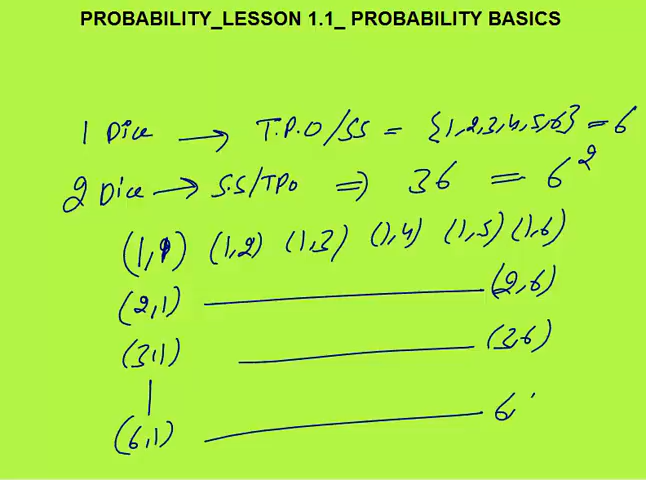 PROBABILITY_LESSON 1.1_ PROBABILITY BASICS
1 Dice → T.P.O/SS = {1,2,3,4,5,6} = 6
2 Dice → S.S/TPO ⇒ 36 = 6²
(1,1) (1,2) (1,3) (1,4) (1,5) (1,6)
(2,1) ——— (2,6)
(3,1) ——— (3,6)
|
(6,1) ——— 6,